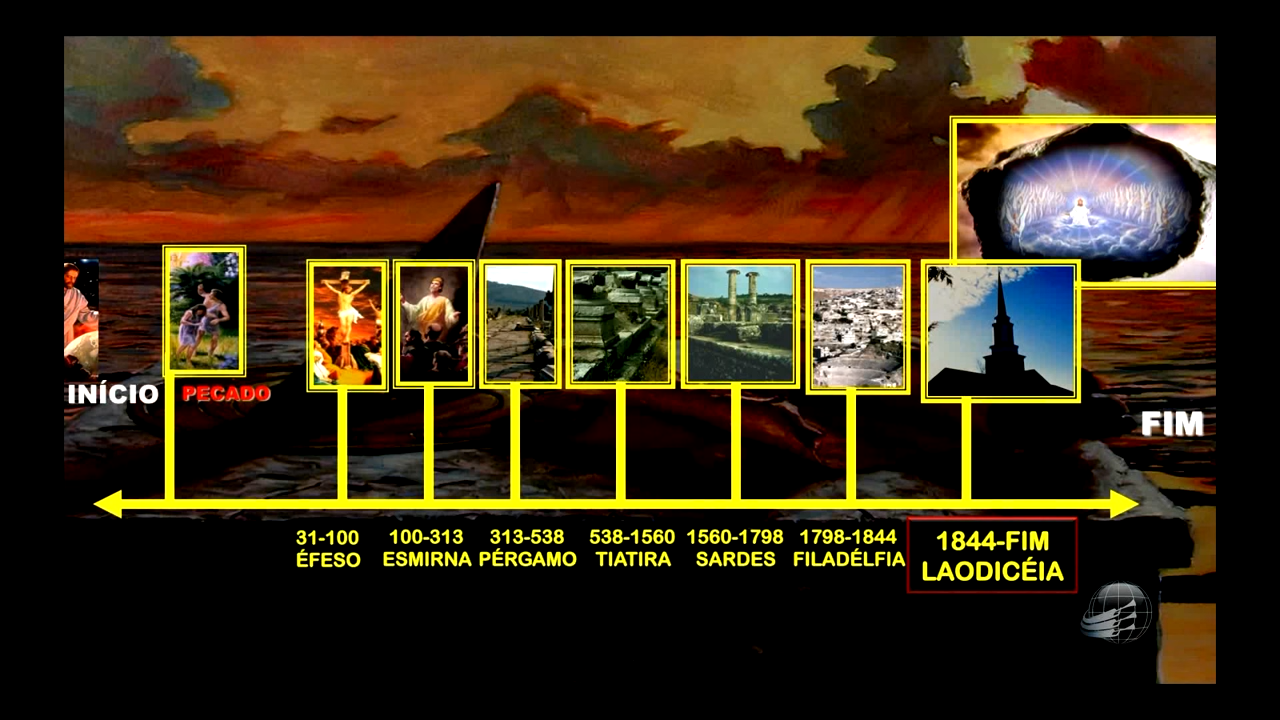 INÍCIO
PECADO
FIM
31-100
ÉFESO
100-313
ESMIRNA
313-538
PÉRGAMO
538-1560
TIATIRA
1560-1798
SARDES
1798-1844
FILADÉLFIA
1844-FIM
LAODICÉIA